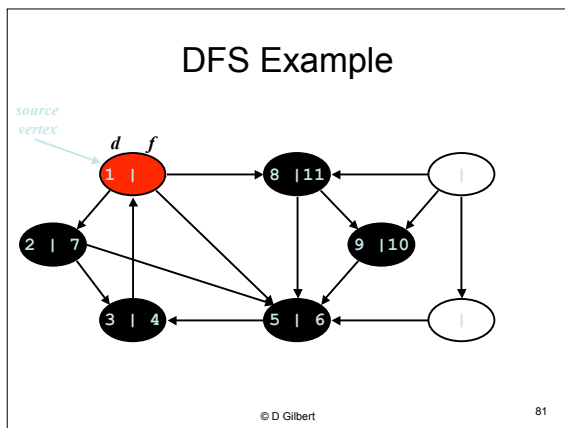 DFS Example
source
vertex
d f
1 |
8 |11
|
2 | 7
9 |10
3 | 4
5 | 6
|
© D Gilbert
81